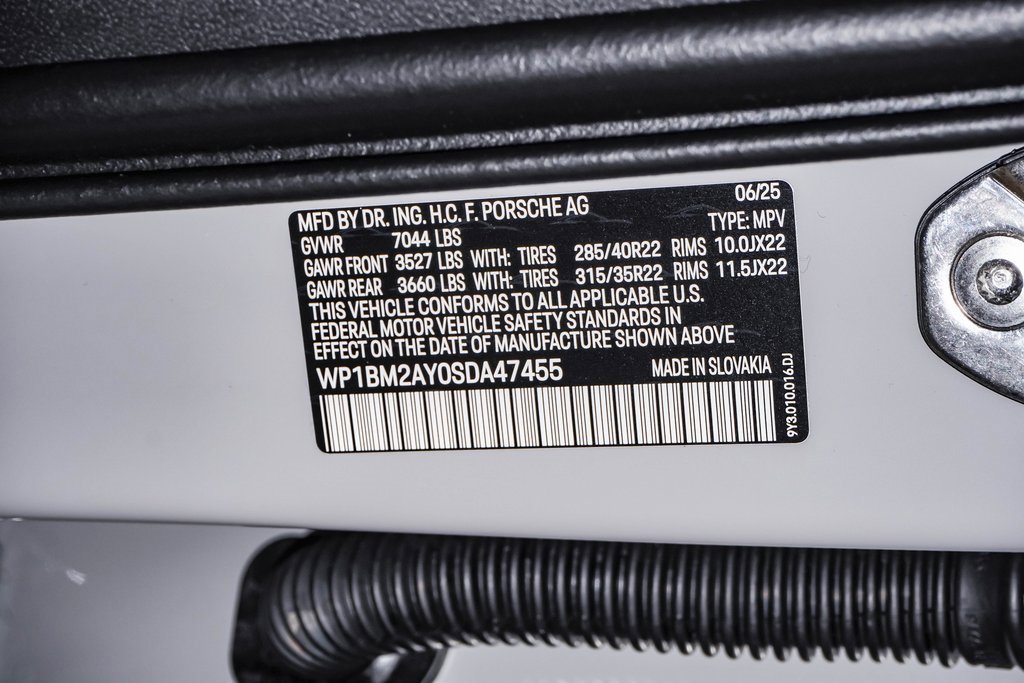 MFD BY DR. ING. H.C. F. PORSCHE AG 06/25
GVWR 7044 LBS TYPE: MPV
GAWR FRONT 3527 LBS WITH: TIRES 285/40R22 RIMS 10.0JX22
GAWR REAR 3660 LBS WITH: TIRES 315/35R22 RIMS 11.5JX22
THIS VEHICLE CONFORMS TO ALL APPLICABLE U.S.
FEDERAL MOTOR VEHICLE SAFETY STANDARDS IN
EFFECT ON THE DATE OF MANUFACTURE SHOWN ABOVE
WP1BM2AY0SDA47455 MADE IN SLOVAKIA
9Y3.010.016.DJ